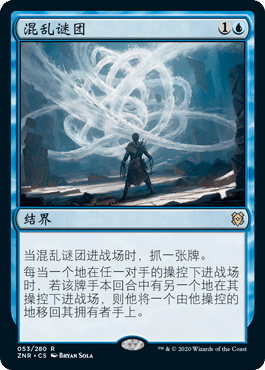 混乱谜团 1
结界
当混乱谜团进战场时，抓一张牌。
每当一个地在任一对手的操控下进战场
时，若该牌手本回合中有另一个地在其
操控下进战场，则他将一个由他操控的
地移回其拥有者手上。
053/280 R
ZNR • CS BRYAN SOLA
™ & © 2020 Wizards of the Coast